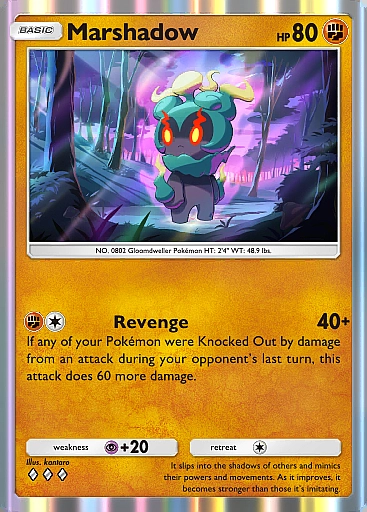 BASIC Marshadow HP 80
NO. 0802 Gloomdweller Pokémon HT: 2'4" WT: 48.9 lbs.
Revenge 40+
If any of your Pokémon were Knocked Out by damage
from an attack during your opponent's last turn, this
attack does 60 more damage.
weakness +20 retreat
Illus. kantaro
It slips into the shadows of others and mimics
their powers and movements. As it improves, it
becomes stronger than those it's imitating.